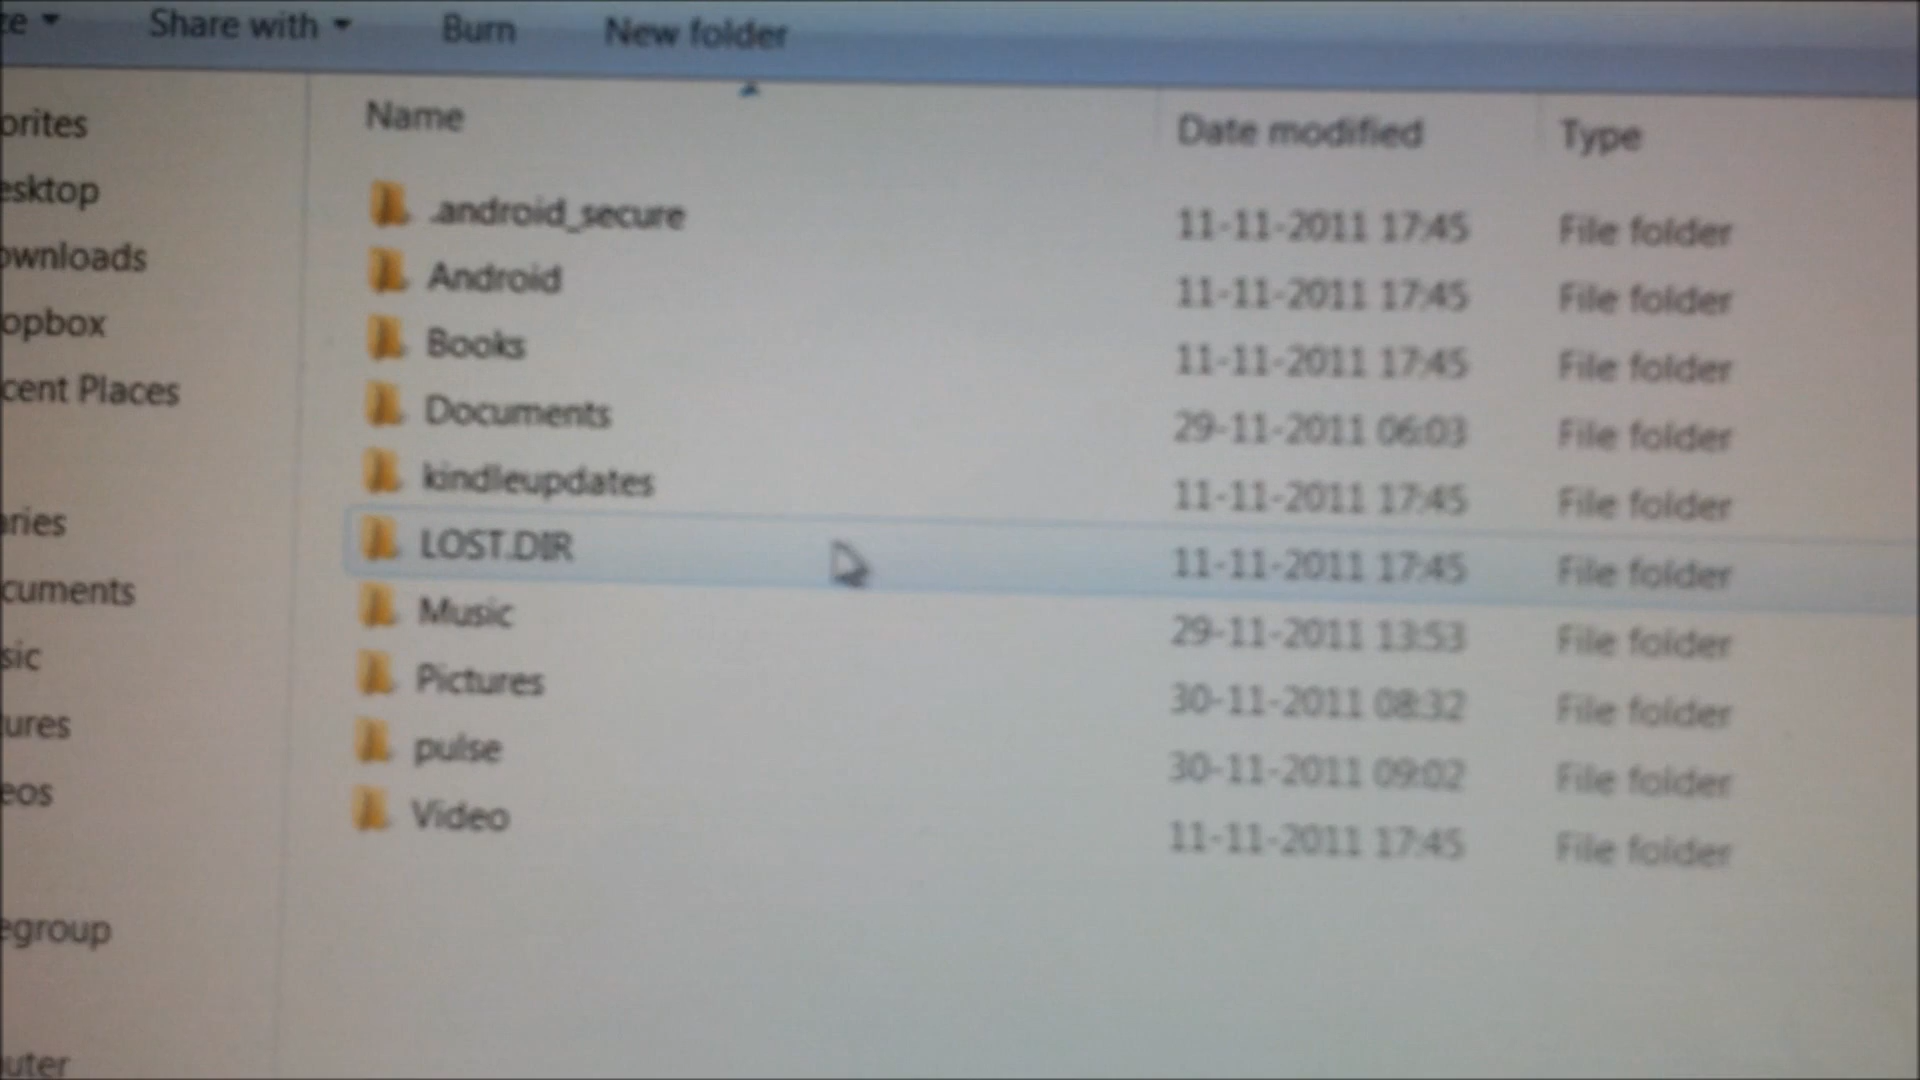 ze Share with Burn New folder
orites
esktop
ownloads
opbox
cent Places
aries
cuments
sic
tures
eos
egroup
uter
Name Date modified Type
.android_secure 11-11-2011 17:45 File folder
Android 11-11-2011 17:45 File folder
Books 11-11-2011 17:45 File folder
Documents 29-11-2011 06:03 File folder
kindleupdates 11-11-2011 17:45 File folder
LOST.DIR 11-11-2011 17:45 File folder
Music 29-11-2011 13:53 File folder
Pictures 30-11-2011 08:32 File folder
pulse 30-11-2011 09:02 File folder
Video 11-11-2011 17:45 File folder